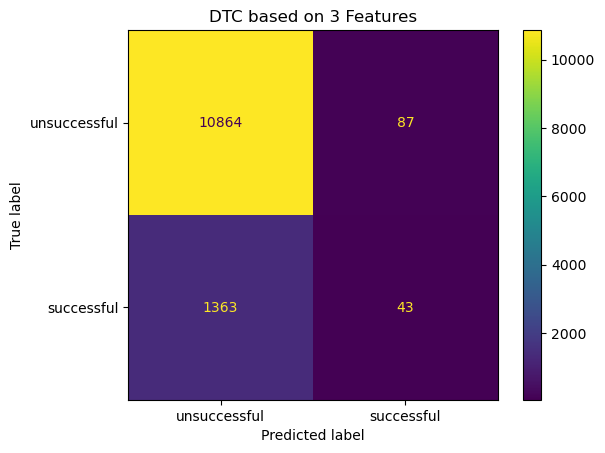 DTC based on 3 Features
unsuccessful
10864
87
successful
1363
43
unsuccessful
successful
Predicted label
True label
10000
8000
6000
4000
2000